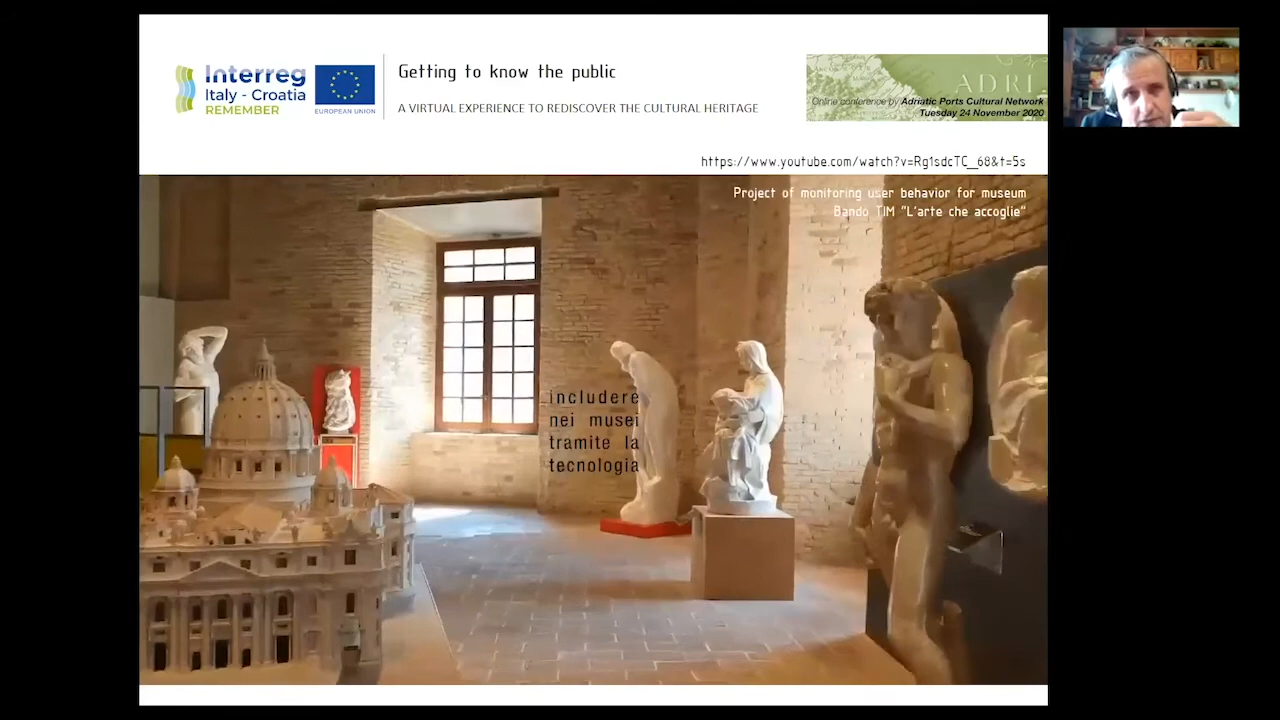 Interreg
Italy - Croatia
REMEMBER
EUROPEAN UNION
Getting to know the public
A VIRTUAL EXPERIENCE TO REDISCOVER THE CULTURAL HERITAGE
ADRI
Online conference by Adriatic Ports Cultural Network
Tuesday 24 November 2020
https://www.youtube.com/watch?v=Rg1sdcTC_68&t=5s
Project of monitoring user behavior for museum
Bando TIM "L'arte che accoglie"
includere
nei musei
tramite la
tecnologia